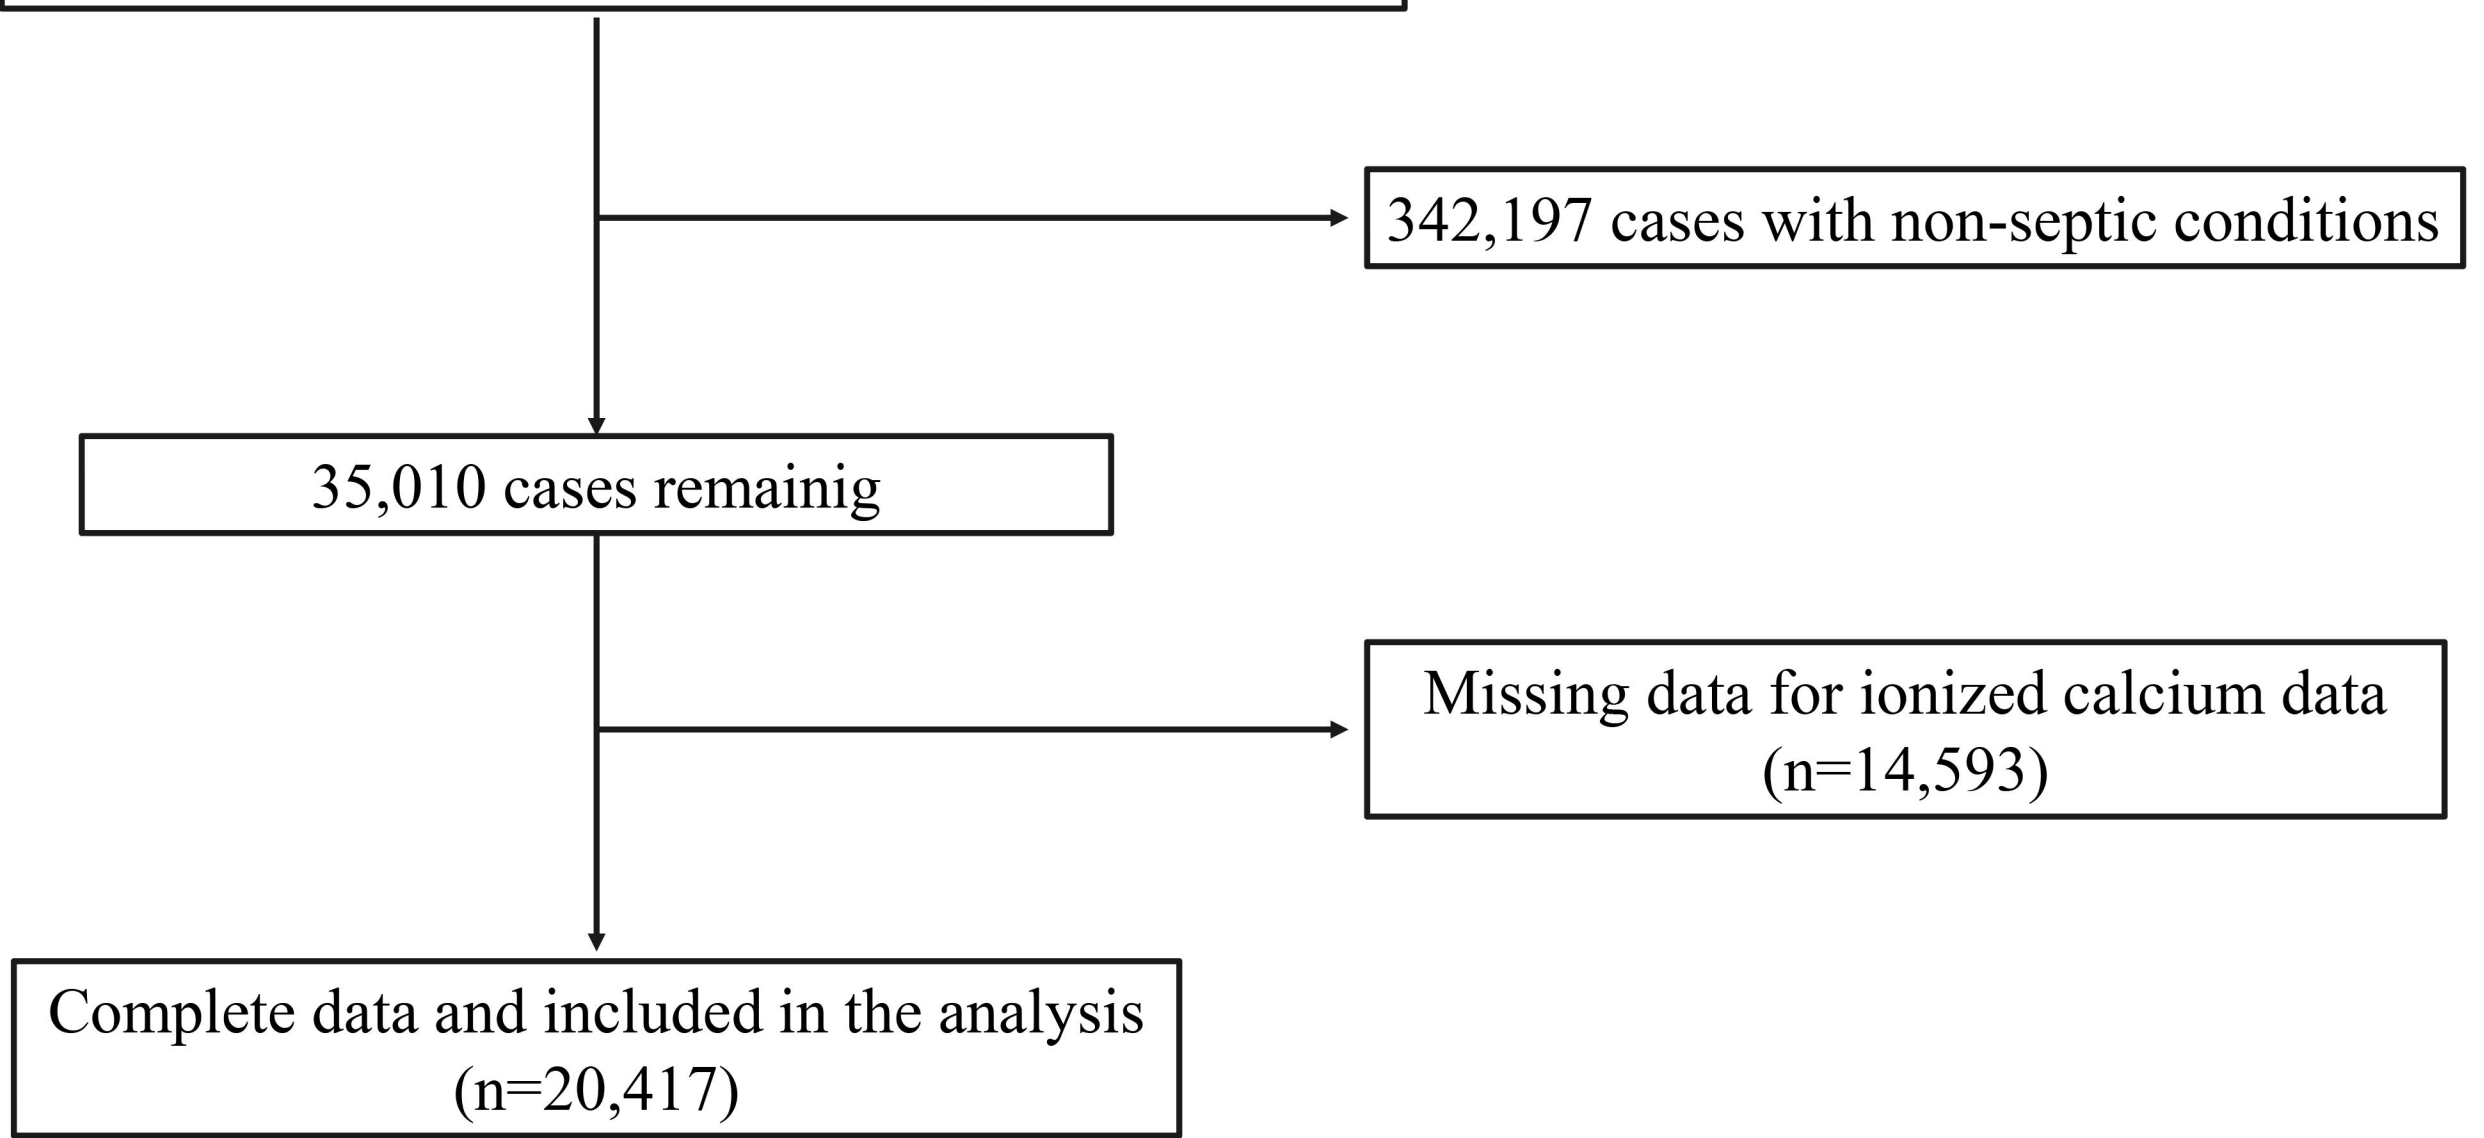 342,197 cases with non-septic conditions
35,010 cases remainig
Missing data for ionized calcium data
(n=14,593)
Complete data and included in the analysis
(n=20,417)